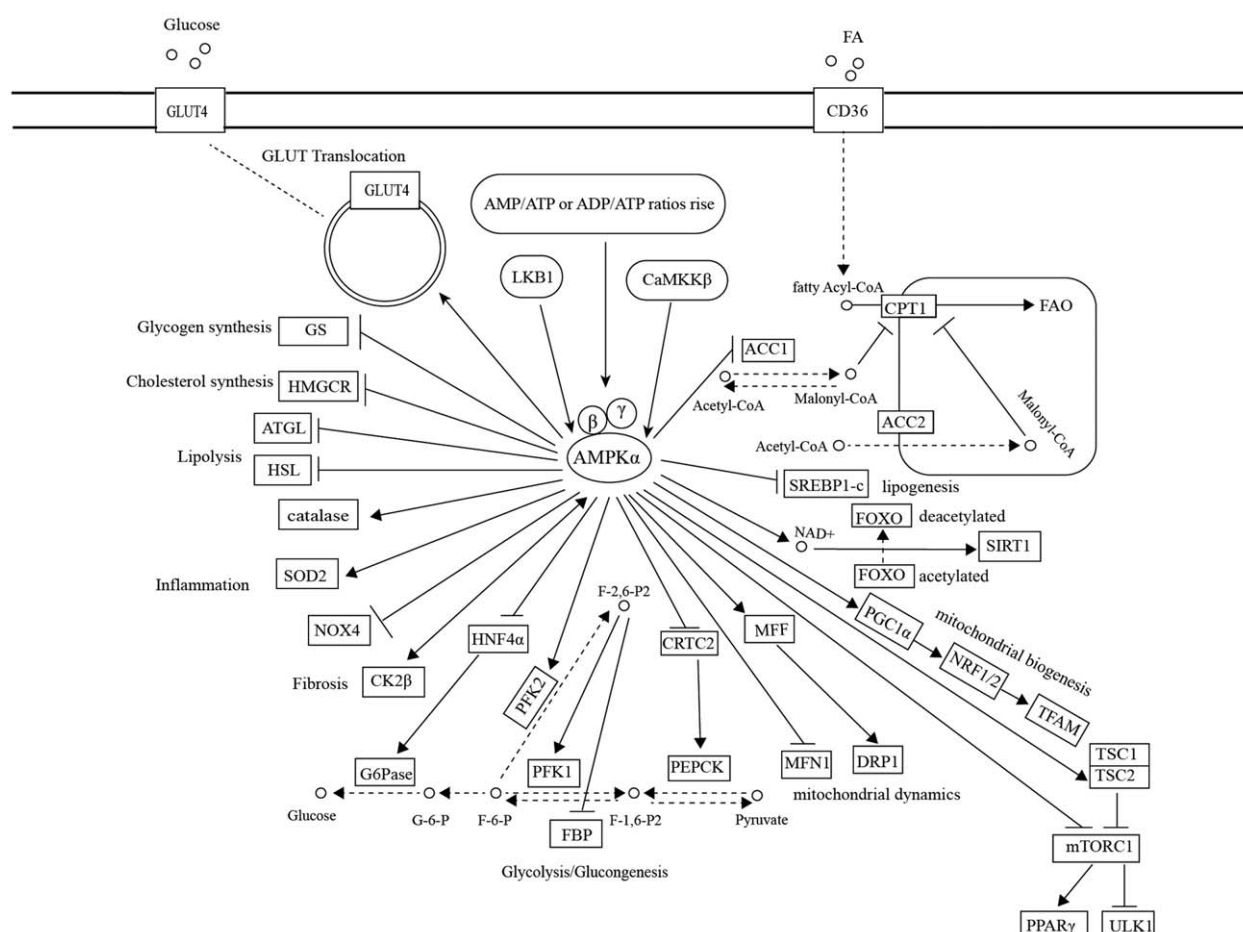 Glucose
FA
GLUT4
CD36
GLUT Translocation
GLUT4
AMP/ATP or ADP/ATP ratios rise
LKB1
CaMKKβ
fatty Acyl-CoA
CPT1
FAO
Glycogen synthesis
GS
ACC1
Cholesterol synthesis
HMGCR
Acetyl-CoA
Malonyl-CoA
Malonyl-CoA
ATGL
β
γ
ACC2
Acetyl-CoA
Lipolysis
HSL
AMPKα
SREBP1-c
lipogenesis
catalase
FOXO
deacetylated
NAD+
SIRT1
FOXO
acetylated
Inflammation
SOD2
NOX4
HNF4α
F-2,6-P2
CRTC2
MFF
PGC1α
mitochondrial biogenesis
NRF1/2
TFAM
Fibrosis
CK2β
PFK2
G6Pase
PFK1
PEPCK
MFN1
DRP1
TSC1
TSC2
mitochondrial dynamics
Glucose
G-6-P
F-6-P
F-1,6-P2
Pyruvate
FBP
mTORC1
Glycolysis/Glucongenesis
PPARγ
ULK1